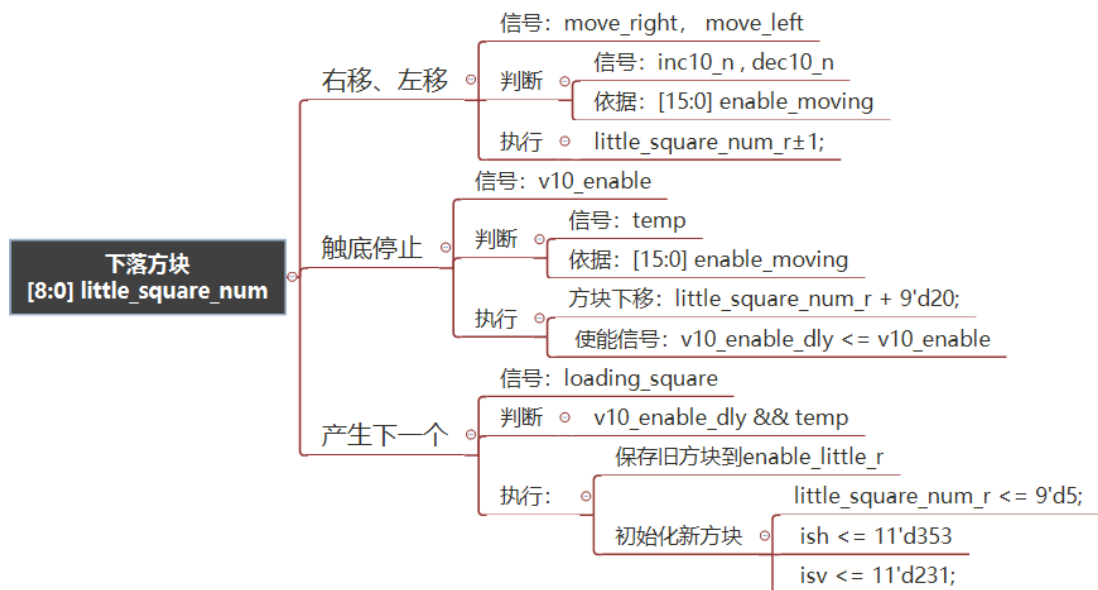 下落方块
[8:0] little_square_num
右移、左移
信号：move_right， move_left
判断
信号：inc10_n , dec10_n
依据：[15:0] enable_moving
执行
little_square_num_r±1;
触底停止
信号：v10_enable
判断
信号：temp
依据：[15:0] enable_moving
执行
方块下移：little_square_num_r + 9'd20;
使能信号：v10_enable_dly <= v10_enable
产生下一个
信号：loading_square
判断
v10_enable_dly && temp
执行：
保存旧方块到enable_little_r
初始化新方块
little_square_num_r <= 9'd5;
ish <= 11'd353
isv <= 11'd231;